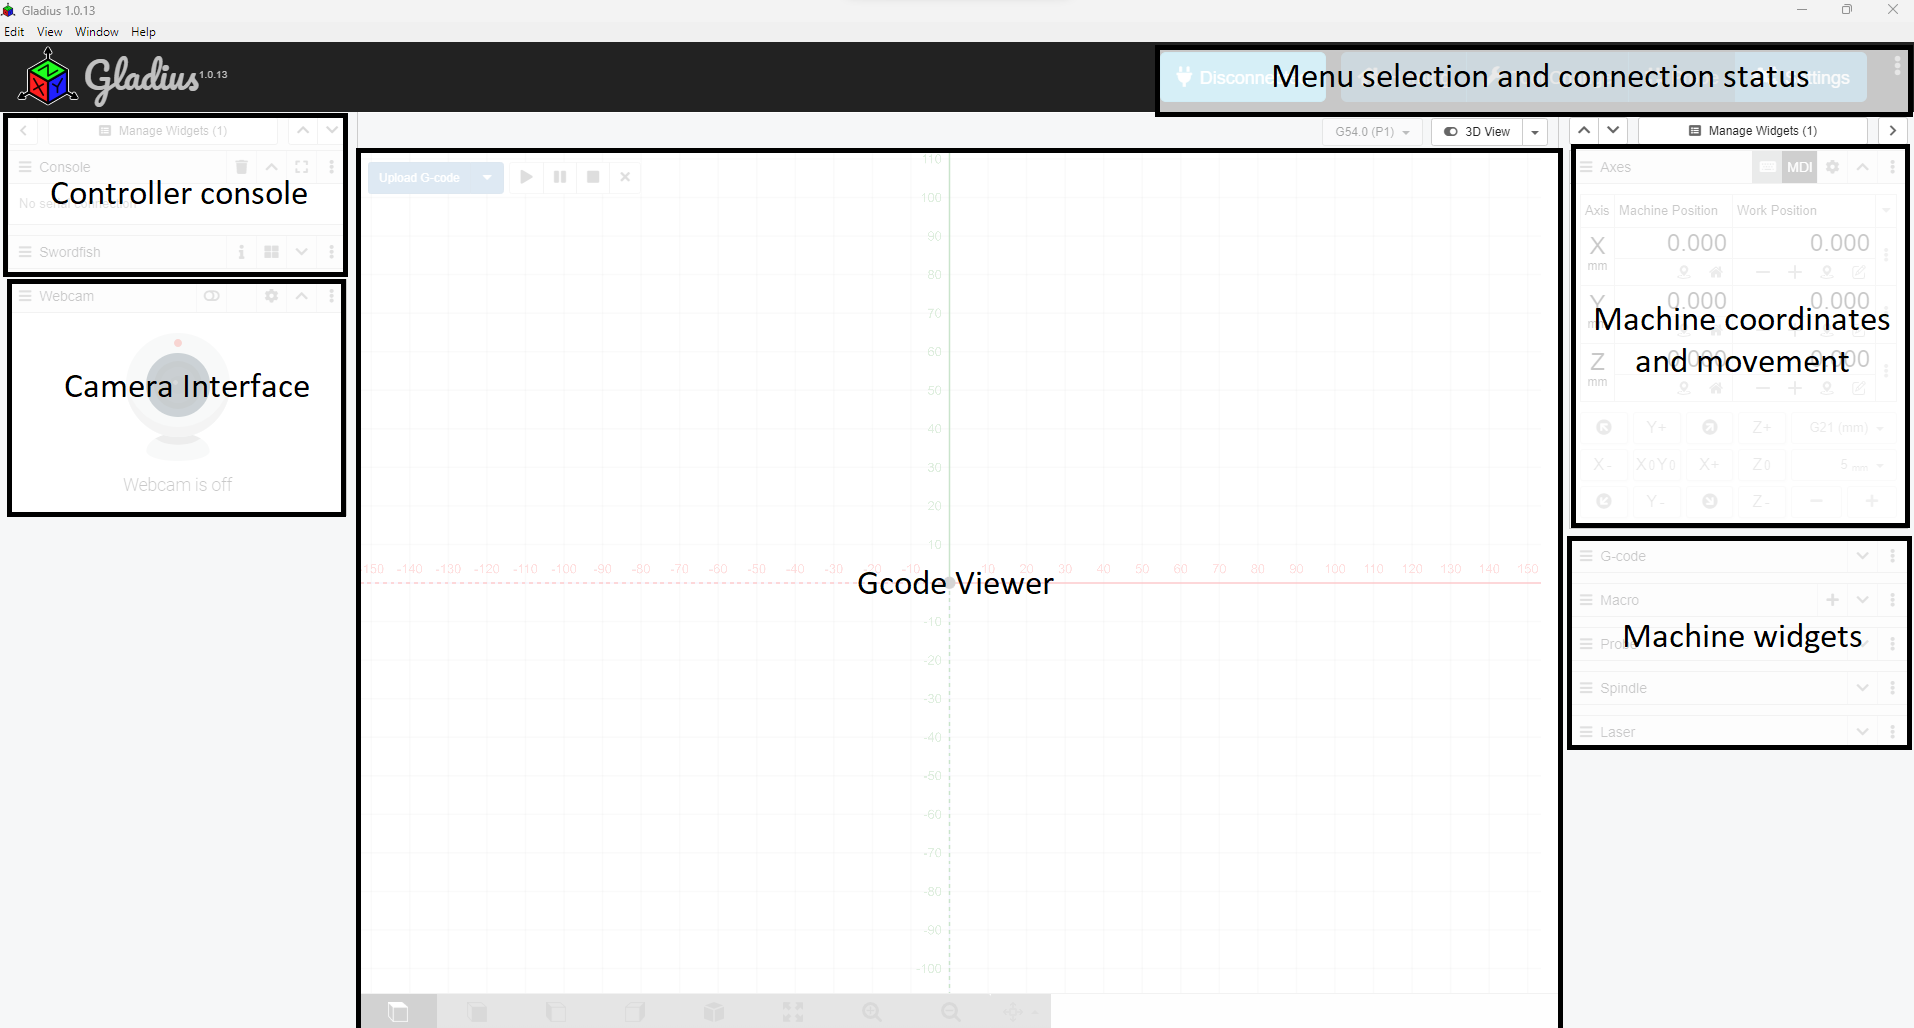 Gladius 1.0.13
Edit View Window Help
Gladius 1.0.13
Menu selection and connection status
Manage Widgets (1)
G54.0 (P1)
3D View
Manage Widgets (1)
Console
Controller console
Swordfish
Webcam
Camera Interface
Webcam is off
Upload G-code
110
100
90
80
70
60
50
40
30
20
10
150 -140 -130 -120 -110 -100 -90 -80 -70 -60 -50 -40 -30 -20 -10 10 20 30 40 50 60 70 80 90 100 110 120 130 140 150
Gcode Viewer
-10
-20
-30
-40
-50
-60
-70
-80
-90
-100
Axes
MDI
Axis Machine Position Work Position
X 0.000 0.000
mm
Y 0.000 0.000
Machine coordinates
and movement
Z 0.000 0.000
mm
Y+ Z+ G21 (mm)
X- X0Y0 X+ Z0 5 mm
Y- Z-
G-code
Macro
Machine widgets
Spindle
Laser